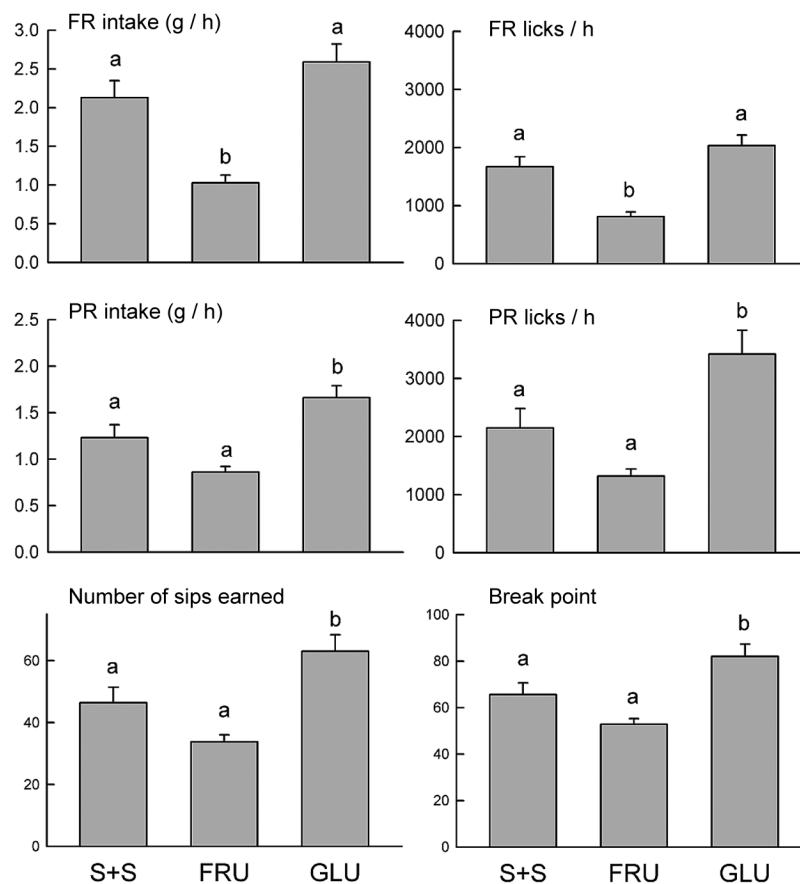 FR intake (g / h)
3.0
2.5
2.0
1.5
1.0
0.5
0.0
a
b
a
FR licks / h
4000
3000
2000
1000
0
a
b
a
PR intake (g / h)
2.5
2.0
1.5
1.0
0.5
0.0
a
a
b
PR licks / h
4000
3000
2000
1000
0
a
a
b
Number of sips earned
60
40
20
0
a
a
b
S+S FRU GLU
Break point
100
80
60
40
20
0
a
a
b
S+S FRU GLU